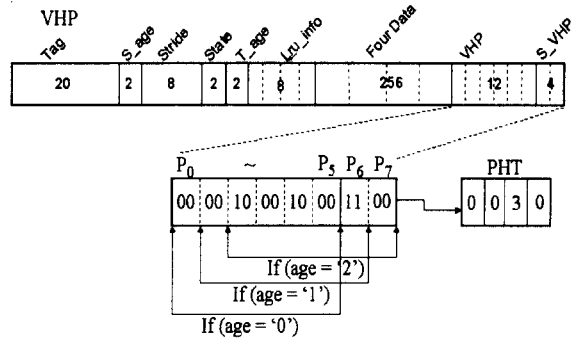 VHP
Tag S_age Stride State T_age Lru_info Four Data VHP S_VHP
20 2 8 2 2 8 256 12 4
P0 ~ P5 P6 P7 PHT
00 00 10 00 10 00 11 00 0 0 3 0
If (age = '2')
If (age = '1')
If (age = '0')